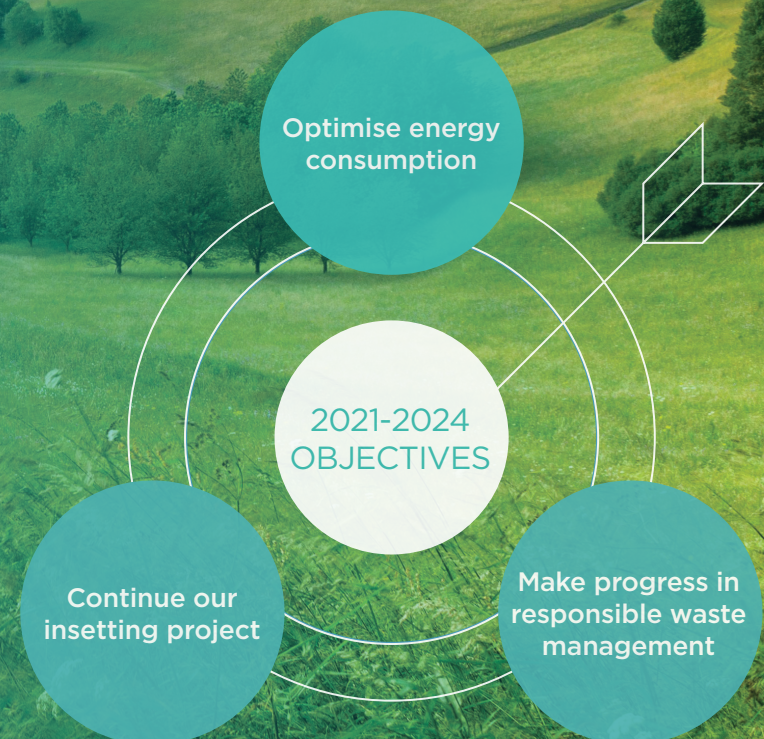 Optimise energy
consumption
2021-2024
OBJECTIVES
Continue our
insetting project
Make progress in
responsible waste
management